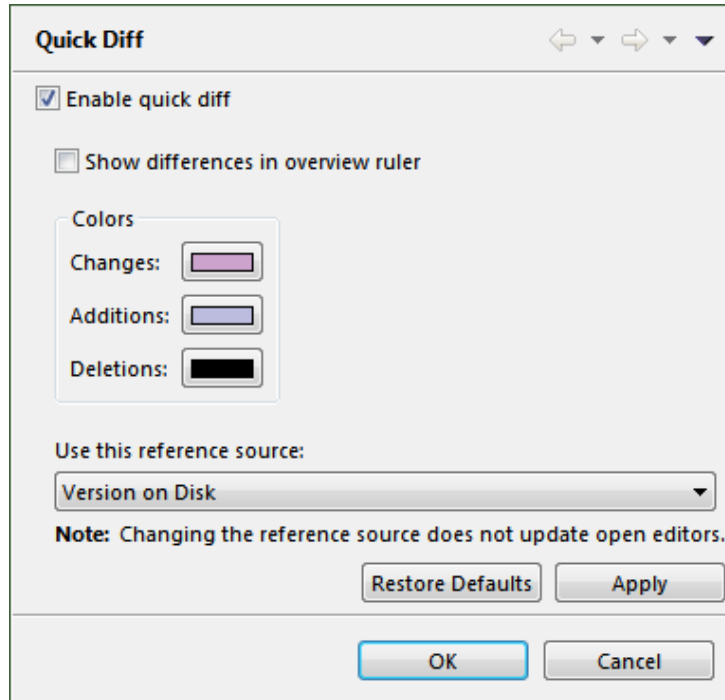 Quick Diff
Enable quick diff
Show differences in overview ruler
Colors
Changes:
Additions:
Deletions:
Use this reference source:
Version on Disk
Note: Changing the reference source does not update open editors.
Restore Defaults Apply
OK Cancel